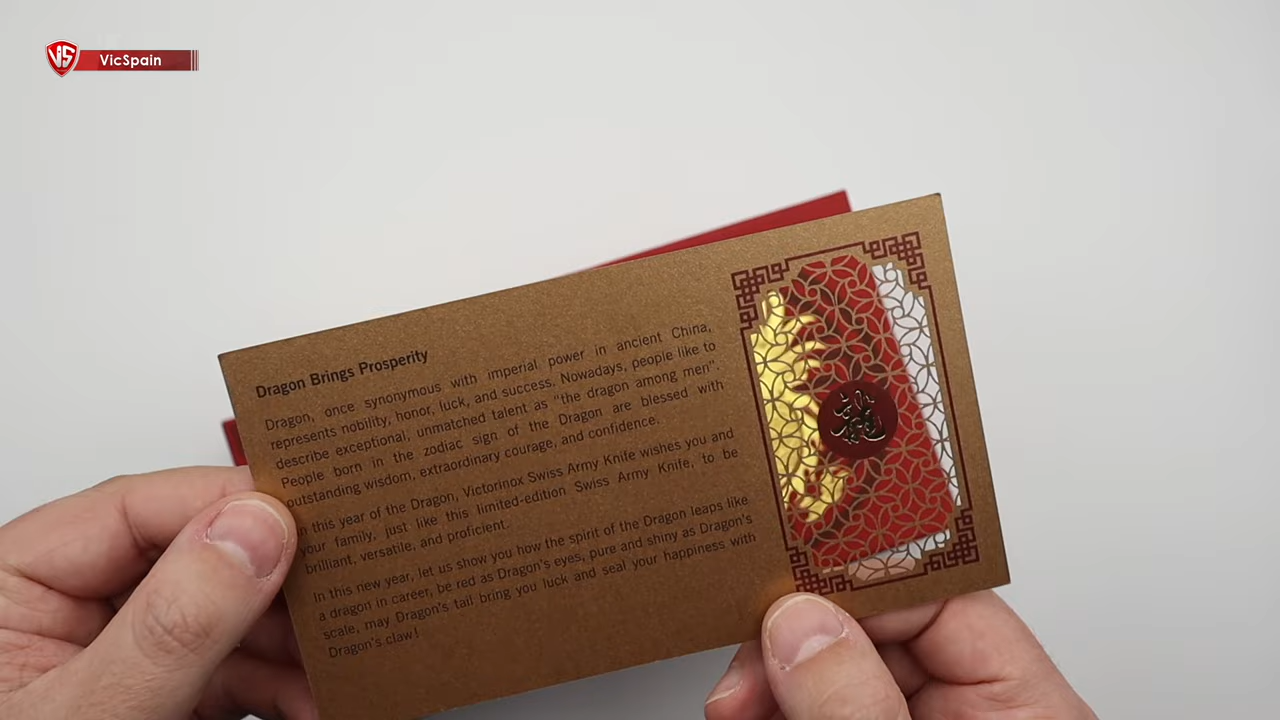 VS
VicSpain
Dragon Brings Prosperity
Dragon, once synonymous with imperial power in ancient China,
represents nobility, honor, luck, and success. Nowadays, people like to
describe exceptional, unmatched talent as "the dragon among men".
People born in the zodiac sign of the Dragon are blessed with
outstanding wisdom, extraordinary courage, and confidence.
this year of the Dragon, Victorinox Swiss Army Knife wishes you and
your family, just like this limited-edition Swiss Army Knife, to be
brilliant, versatile, and proficient.
In this new year, let us show you how the spirit of the Dragon leaps like
a dragon in career, be red as Dragon's eyes, pure and shiny as Dragon's
scale, may Dragon's tail bring you luck and seal your happiness with
Dragon's claw!
龍